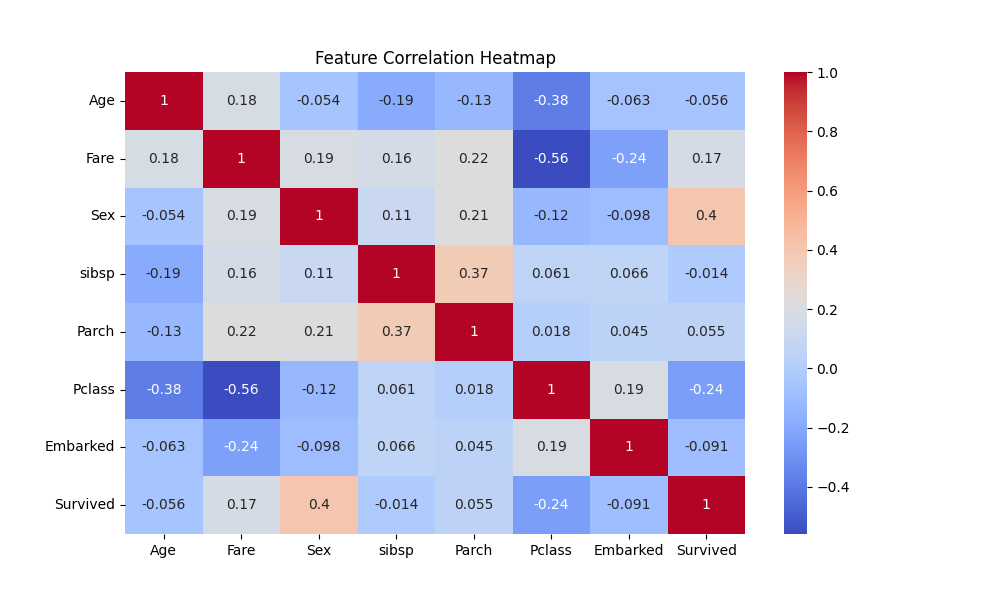 Feature Correlation Heatmap
Age 1 0.18 -0.054 -0.19 -0.13 -0.38 -0.063 -0.056
Fare 0.18 1 0.19 0.16 0.22 -0.56 -0.24 0.17
Sex -0.054 0.19 1 0.11 0.21 -0.12 -0.098 0.4
sibsp -0.19 0.16 0.11 1 0.37 0.061 0.066 -0.014
Parch -0.13 0.22 0.21 0.37 1 0.018 0.045 0.055
Pclass -0.38 -0.56 -0.12 0.061 0.018 1 0.19 -0.24
Embarked -0.063 -0.24 -0.098 0.066 0.045 0.19 1 -0.091
Survived -0.056 0.17 0.4 -0.014 0.055 -0.24 -0.091 1
Age Fare Sex sibsp Parch Pclass Embarked Survived
1.0
0.8
0.6
0.4
0.2
0.0
−0.2
−0.4